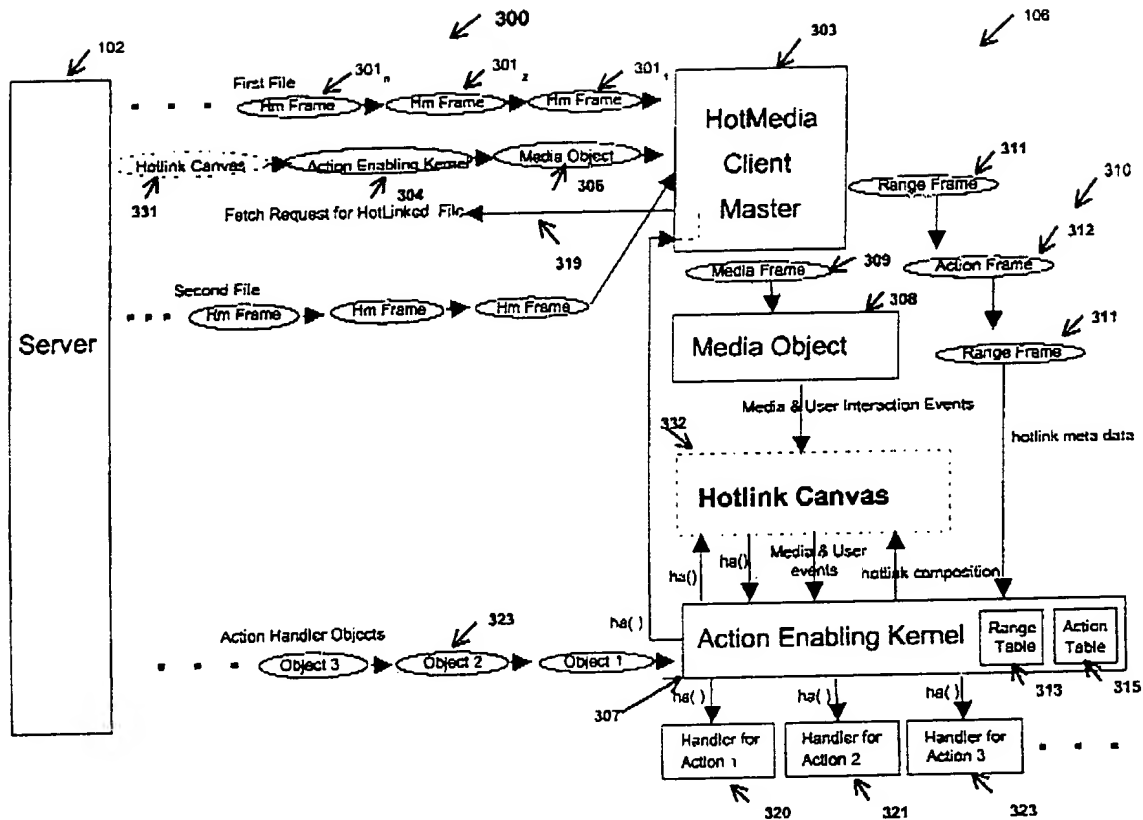 300
106
102
303
301n
301z
3011
First File
Hm Frame
Hm Frame
Hm Frame
HotMedia
Client
Master
Hotlink Canvas
Action Enabling Kernel
Media Object
331
304
306
311
Range Frame
310
Fetch Request for HotLinked File
319
312
Action Frame
Media Frame
309
Second File
Hm Frame
Hm Frame
Hm Frame
308
Server
Media Object
311
Range Frame
Media & User Interaction Events
332
hotlink meta data
Hotlink Canvas
ha()
ha()
Media & User
events
hotlink composition
ha( )
Action Handler Objects
323
Object 3
Object 2
Object 1
Action Enabling Kernel
Range
Table
Action
Table
307
ha( )
ha( )
ha( )
313
315
Handler for
Action 1
Handler for
Action 2
Handler for
Action 3
320
321
323